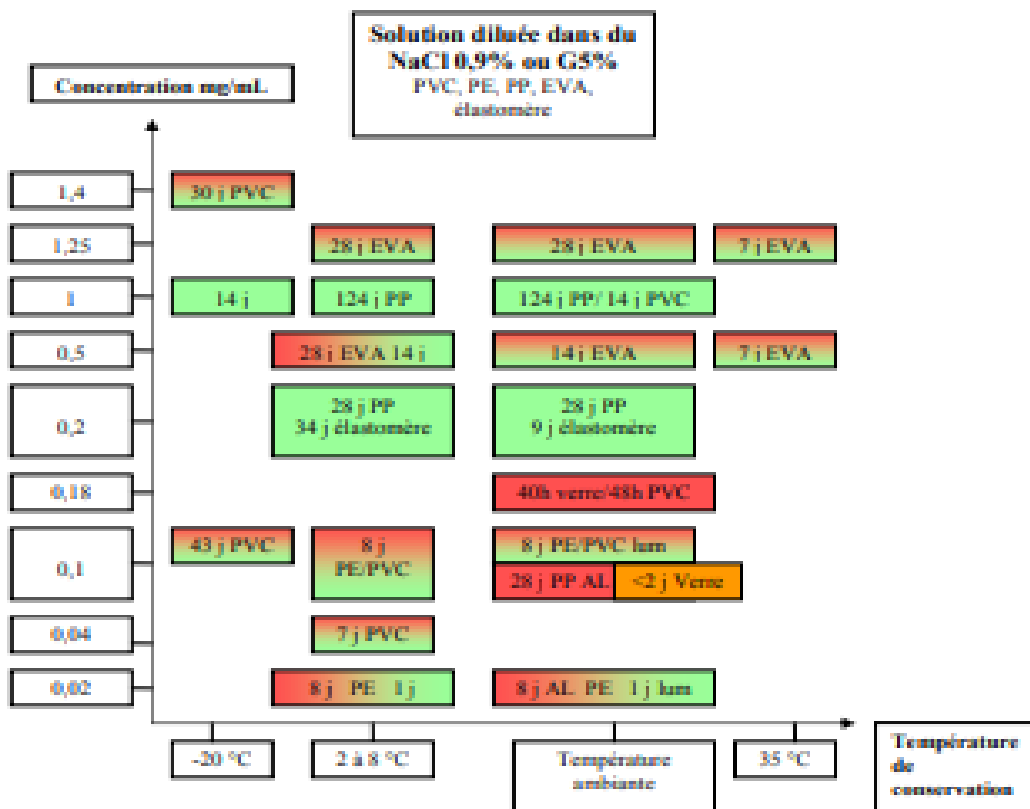 Solution diluée dans du
NaCl 0,9% ou G5%
PVC, PE, PP, EVA,
élastomère
Concentration mg/mL
1,4
30 j PVC
1,25
28 j EVA
28 j EVA
7 j EVA
1
14 j
124 j PP
124 j PP/ 14 j PVC
0,5
28 j EVA 14 j
14 j EVA
7 j EVA
0,2
28 j PP
34 j élastomère
28 j PP
9 j élastomère
0,18
40h verre/48h PVC
0,1
43 j PVC
8 j
PE/PVC
8 j PE/PVC lum
28 j PP AL
<2 j Verre
0,04
7 j PVC
0,02
8 j PE 1 j
8 j AL PE 1 j lum
-20 °C
2 à 8 °C
Température
ambiante
35 °C
Température
de
conservation